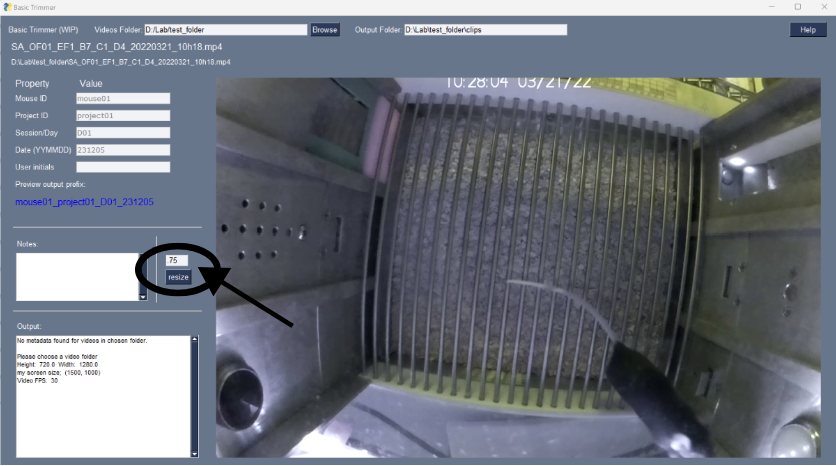 Basic Trimmer
Basic Trimmer (WIP) Videos Folder: D:/Lab/test_folder Browse Output Folder: D:\Lab\test_folder\clips Help
SA_OF01_EF1_B7_C1_D4_20220321_10h18.mp4
D:\Lab\test_folder\SA_OF01_EF1_B7_C1_D4_20220321_10h18.mp4
10:28:04 03/21/22
Property Value
Mouse ID mouse01
Project ID project01
Session/Day D01
Date (YYMMDD) 231205
User initials
Preview output prefix:
mouse01_project01_D01_231205
Notes:
.75
resize
Output:
No metadata found for videos in chosen folder.
Please choose a video folder
Height: 720.0 Width: 1280.0
my screen size; (1500, 1000)
Video FPS: 30